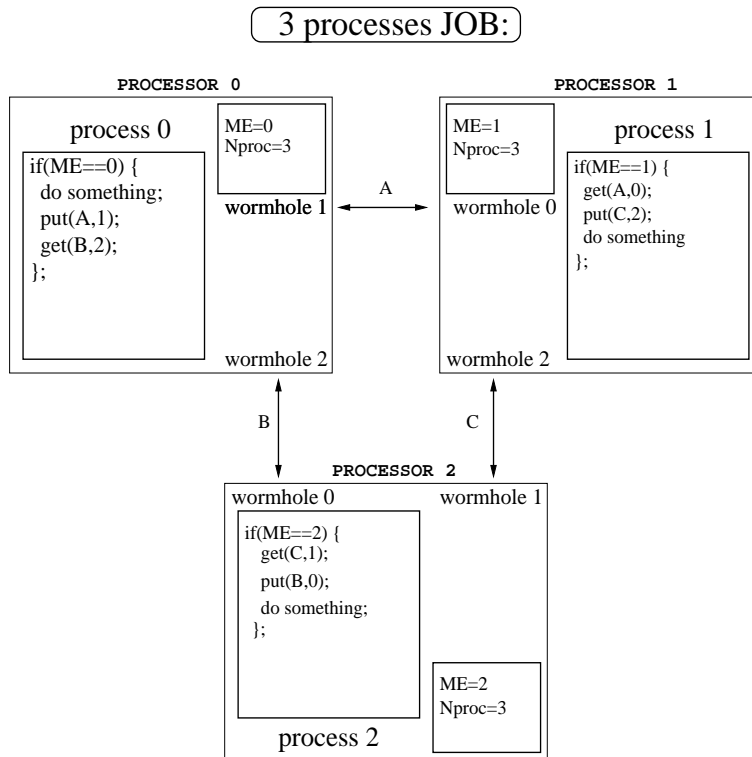 3 processes JOB:
PROCESSOR 0
process 0
ME=0
Nproc=3
if(ME==0) {
do something;
put(A,1);
get(B,2);
};
wormhole 1
wormhole 2
A
PROCESSOR 1
ME=1
Nproc=3
process 1
wormhole 0
if(ME==1) {
get(A,0);
put(C,2);
do something
};
wormhole 2
B
C
PROCESSOR 2
wormhole 0
wormhole 1
if(ME==2) {
get(C,1);
put(B,0);
do something;
};
ME=2
Nproc=3
process 2